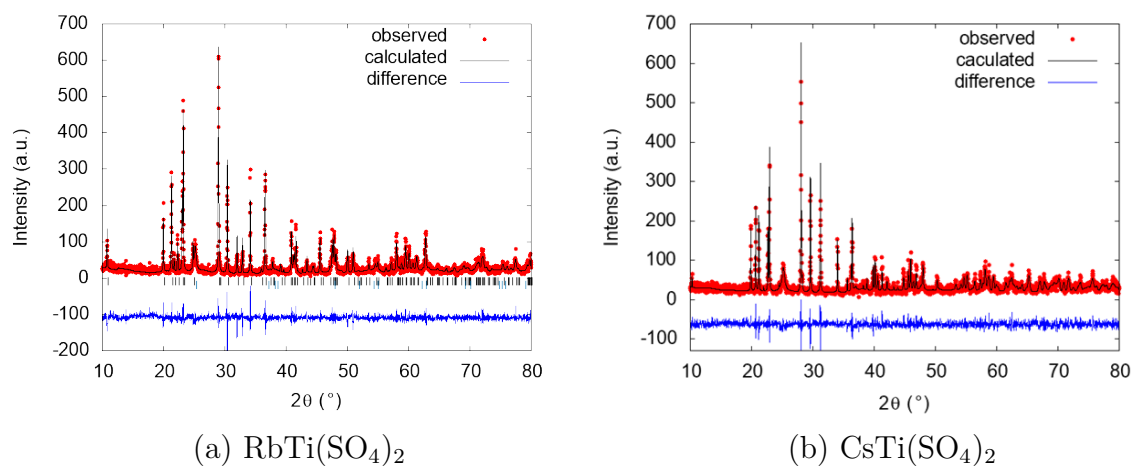 700
600
500
400
300
200
100
0
-100
-200
Intensity (a.u.)
observed
calculated
difference
10 20 30 40 50 60 70 80
2θ (°)
(a) RbTi(SO₄)₂
700
600
500
400
300
200
100
0
-100
Intensity (a.u.)
observed
caculated
difference
10 20 30 40 50 60 70 80
2θ (°)
(b) CsTi(SO₄)₂